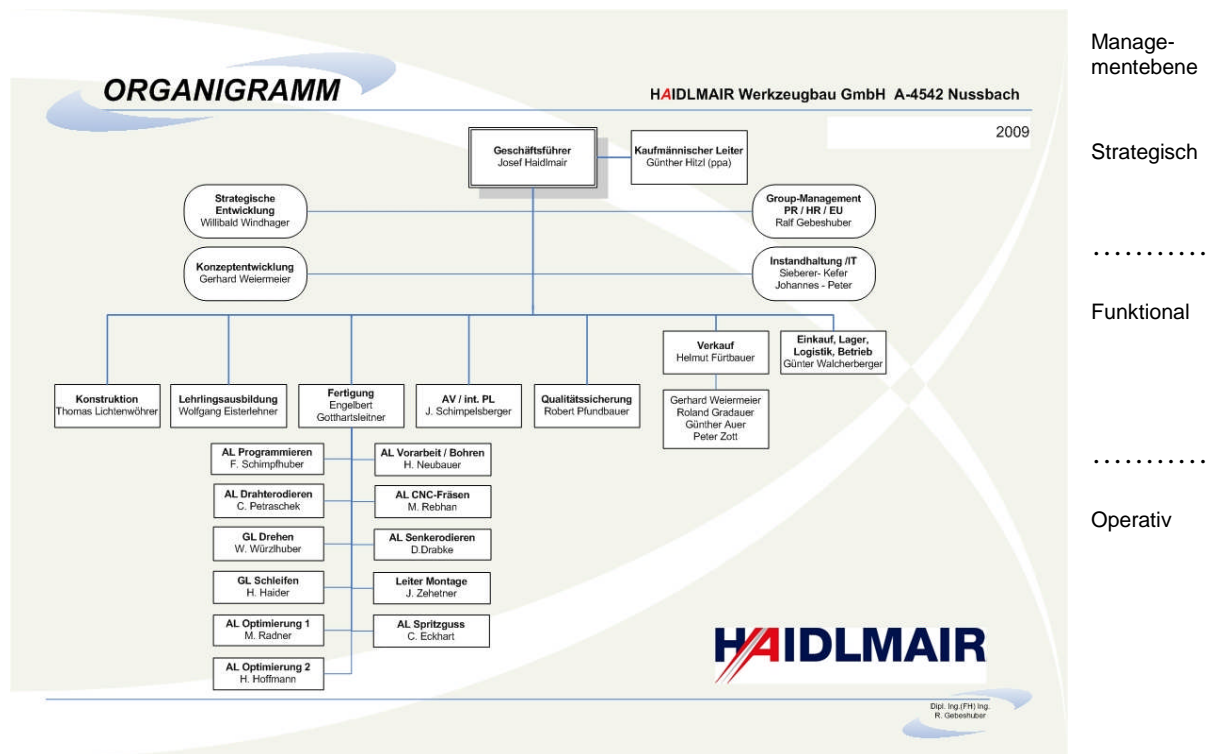 Manage-
mentebene
ORGANIGRAMM
HAIDLMAIR Werkzeugbau GmbH A-4542 Nussbach
2009
Geschäftsführer
Josef Haidlmair
Kaufmännischer Leiter
Günther Hitzl (ppa)
Strategisch
Strategische
Entwicklung
Willibald Windhager
Group-Management
PR / HR / EU
Ralf Gebeshuber
Konzeptentwicklung
Gerhard Weiermeier
Instandhaltung /IT
Sieberer- Kefer
Johannes - Peter
...........
Funktional
Verkauf
Helmut Fürtbauer
Einkauf, Lager,
Logistik, Betrieb
Günter Walcherberger
Konstruktion
Thomas Lichtenwöhrer
Lehrlingsausbildung
Wolfgang Eisterlehner
Fertigung
Engelbert
Gotthartsleitner
AV / int. PL
J. Schimpelsberger
Qualitätssicherung
Robert Pfundbauer
Gerhard Weiermeier
Roland Gradauer
Günther Auer
Peter Zott
...........
Operativ
AL Programmieren
F. Schimpfhuber
AL Vorarbeit / Bohren
H. Neubauer
AL Drahterodieren
C. Petraschek
AL CNC-Fräsen
M. Rebhan
GL Drehen
W. Würzlhuber
AL Senkerodieren
D.Drabke
GL Schleifen
H. Haider
Leiter Montage
J. Zehetner
AL Optimierung 1
M. Radner
AL Spritzguss
C. Eckhart
AL Optimierung 2
H. Hoffmann
HAIDLMAIR
Dipl. Ing.(FH) Ing.
R. Gebeshuber